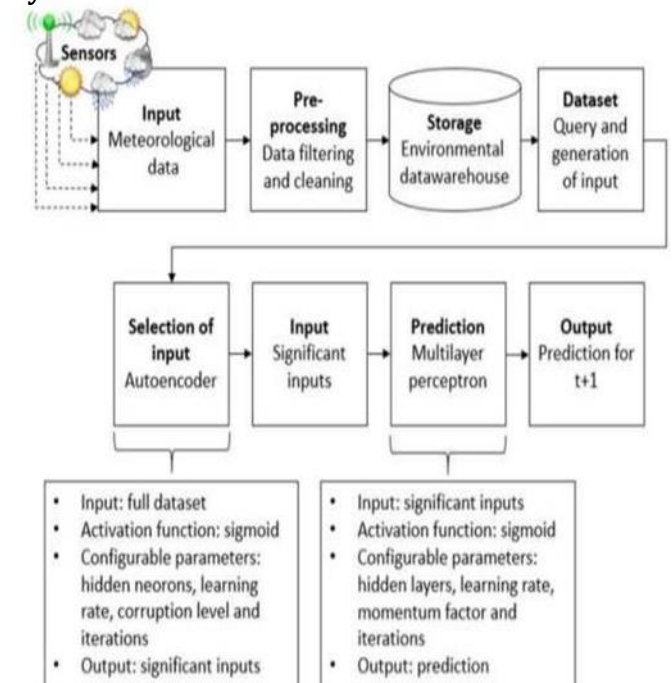 Sensors
Input
Meteorological
data
Pre-
processing
Data filtering
and cleaning
Storage
Environmental
datawarehouse
Dataset
Query and
generation
of input
Selection of
input
Autoencoder
Input
Significant
inputs
Prediction
Multilayer
perceptron
Output
Prediction for
t+1
• Input: full dataset
• Activation function: sigmoid
• Configurable parameters:
hidden neorons, learning
rate, corruption level and
iterations
• Output: significant inputs
• Input: significant inputs
• Activation function: sigmoid
• Configurable parameters:
hidden layers, learning rate,
momentum factor and
iterations
• Output: prediction